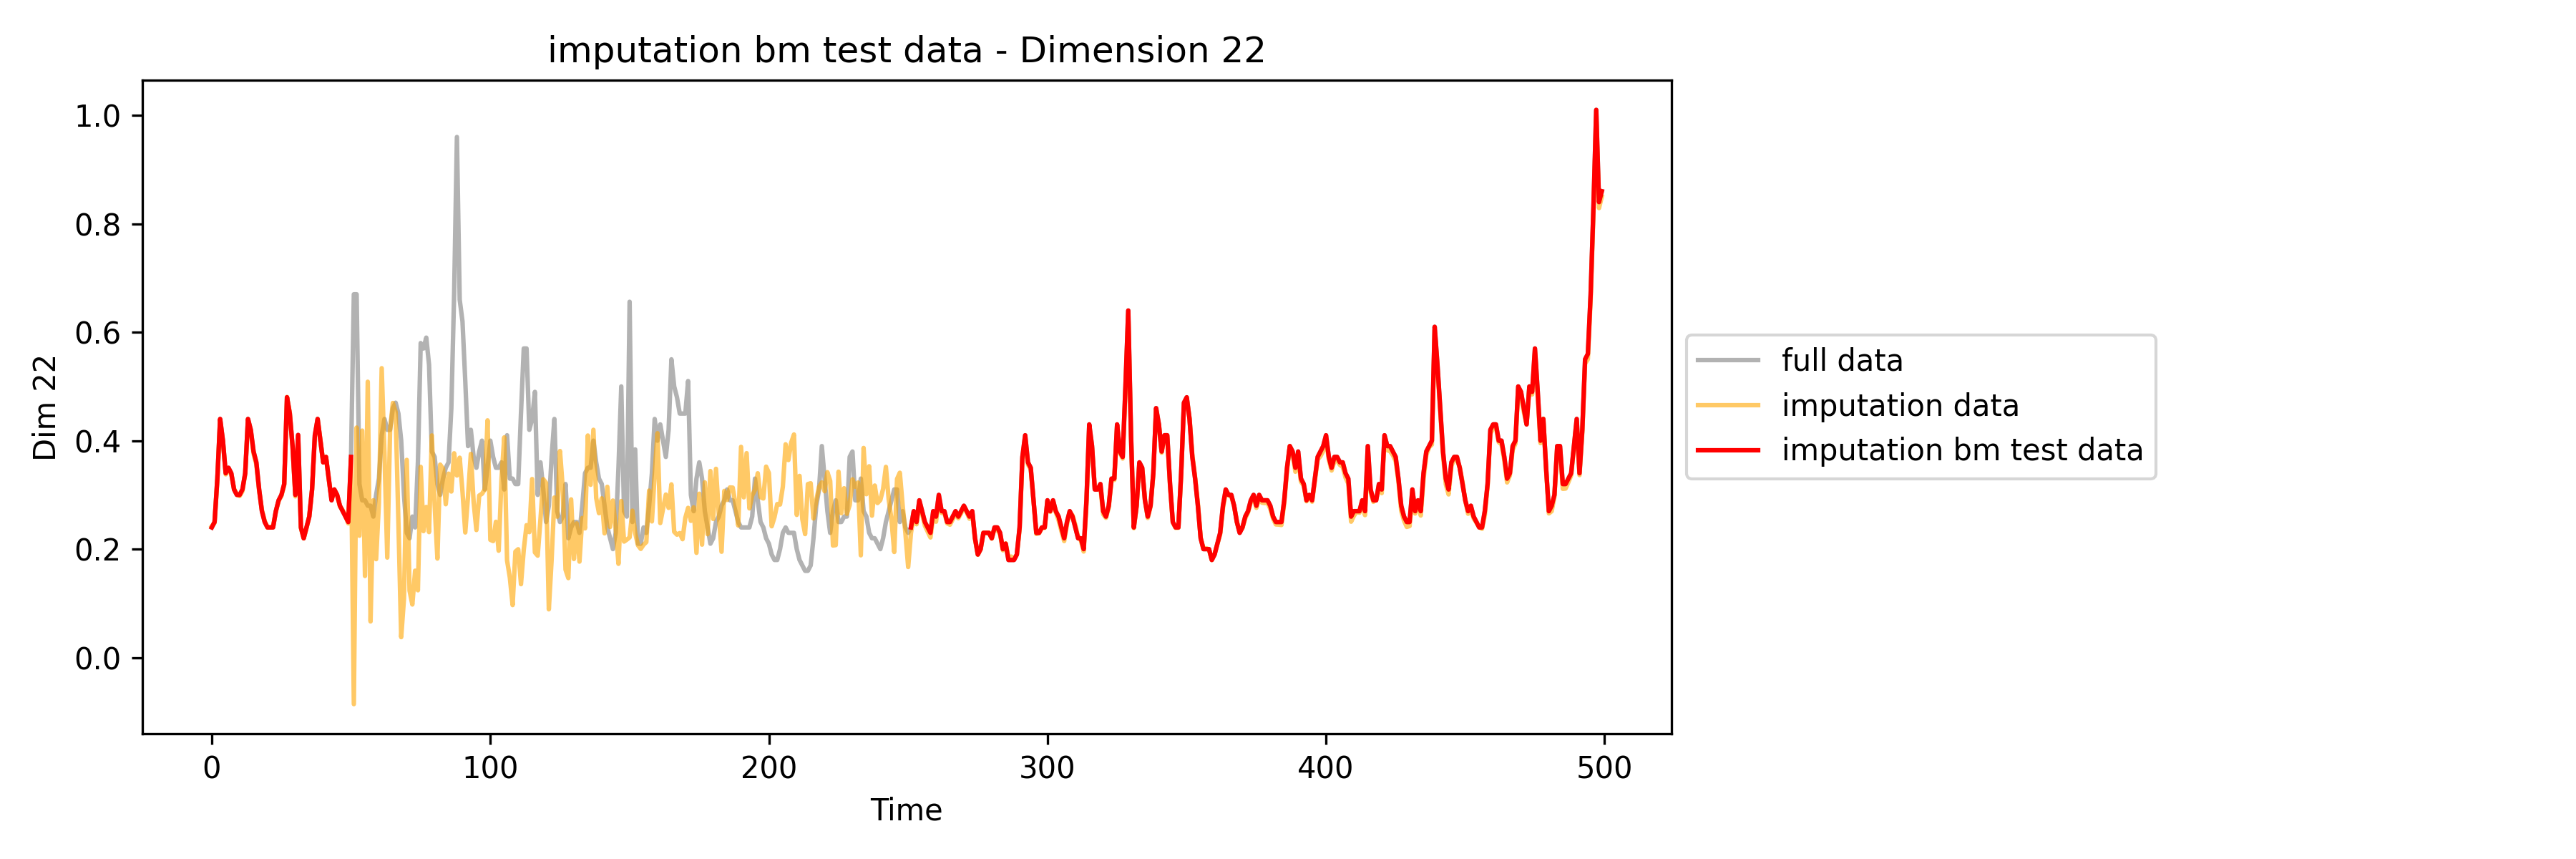 imputation bm test data - Dimension 22
1.0
0.8
0.6
0.4
0.2
0.0
Dim 22
0 100 200 300 400 500
Time
full data
imputation data
imputation bm test data